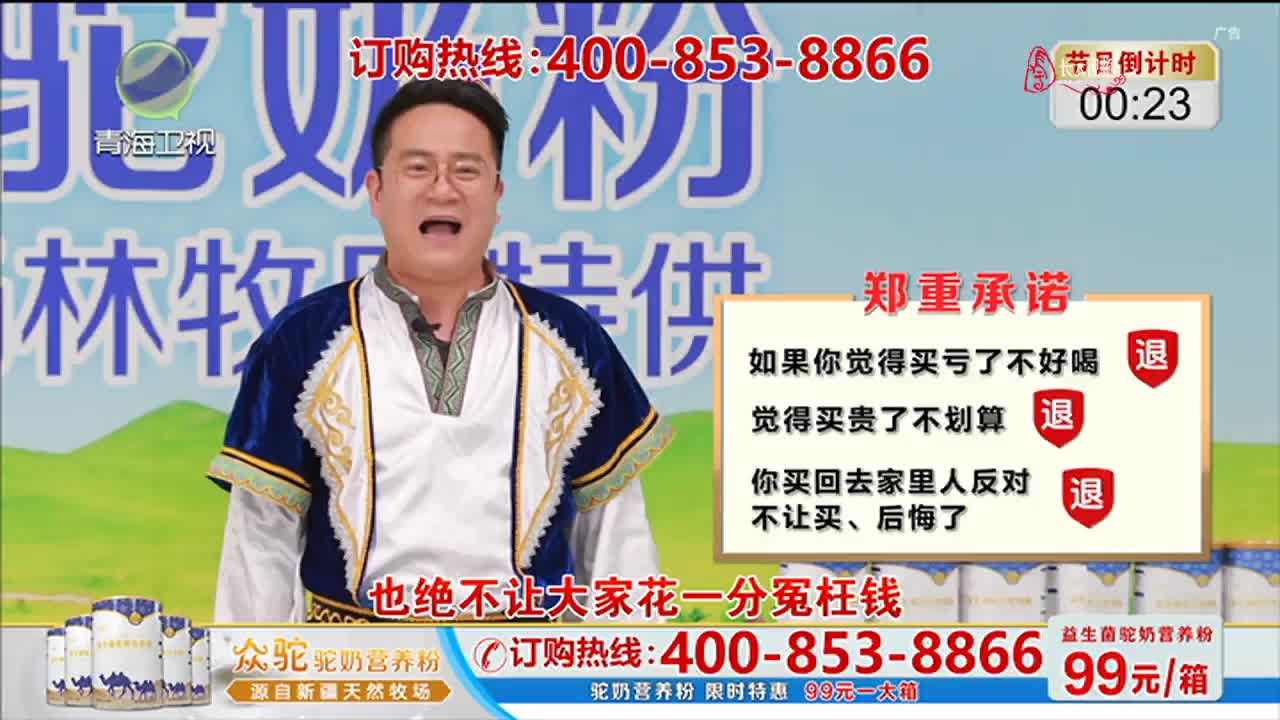 广告
订购热线:400-853-8866
节目倒计时
00:23
青海卫视
驼奶粉
林牧
特供
郑重承诺
如果你觉得买亏了不好喝 退
觉得买贵了不划算 退
你买回去家里人反对
不让买、后悔了 退
也绝不让大家花一分冤枉钱
众驼 驼奶营养粉
源自新疆天然牧场
订购热线:400-853-8866
驼奶营养粉 限时特惠 99元一大箱
益生菌驼奶营养粉
99元/箱